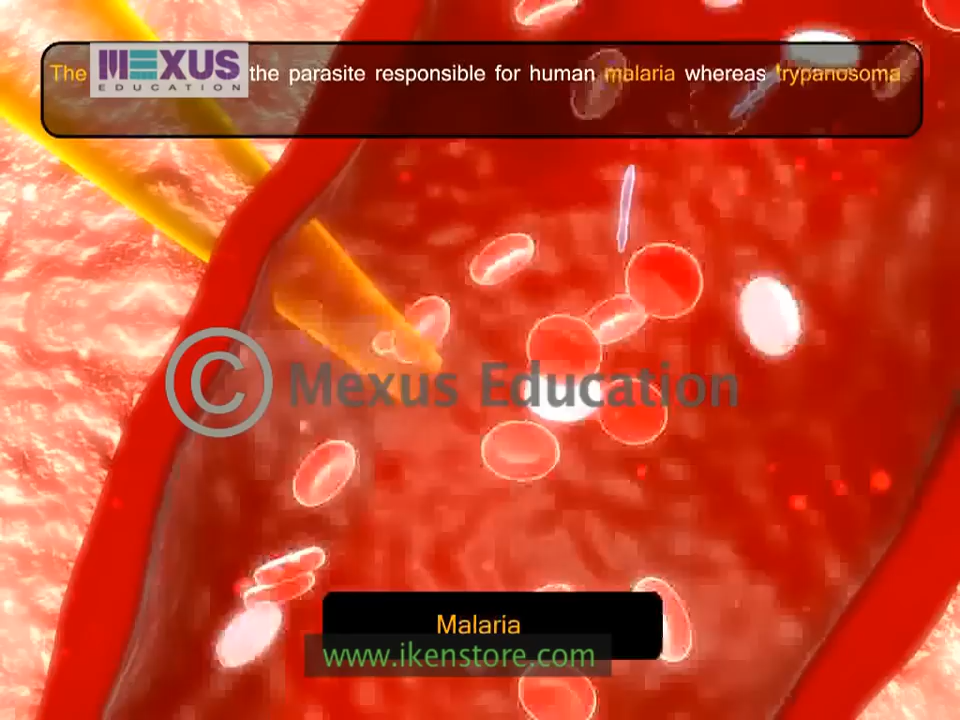 The MEXUS the parasite responsible for human malaria whereas trypanosoma
EDUCATION
© Mexus Education
Malaria
www.ikenstore.com